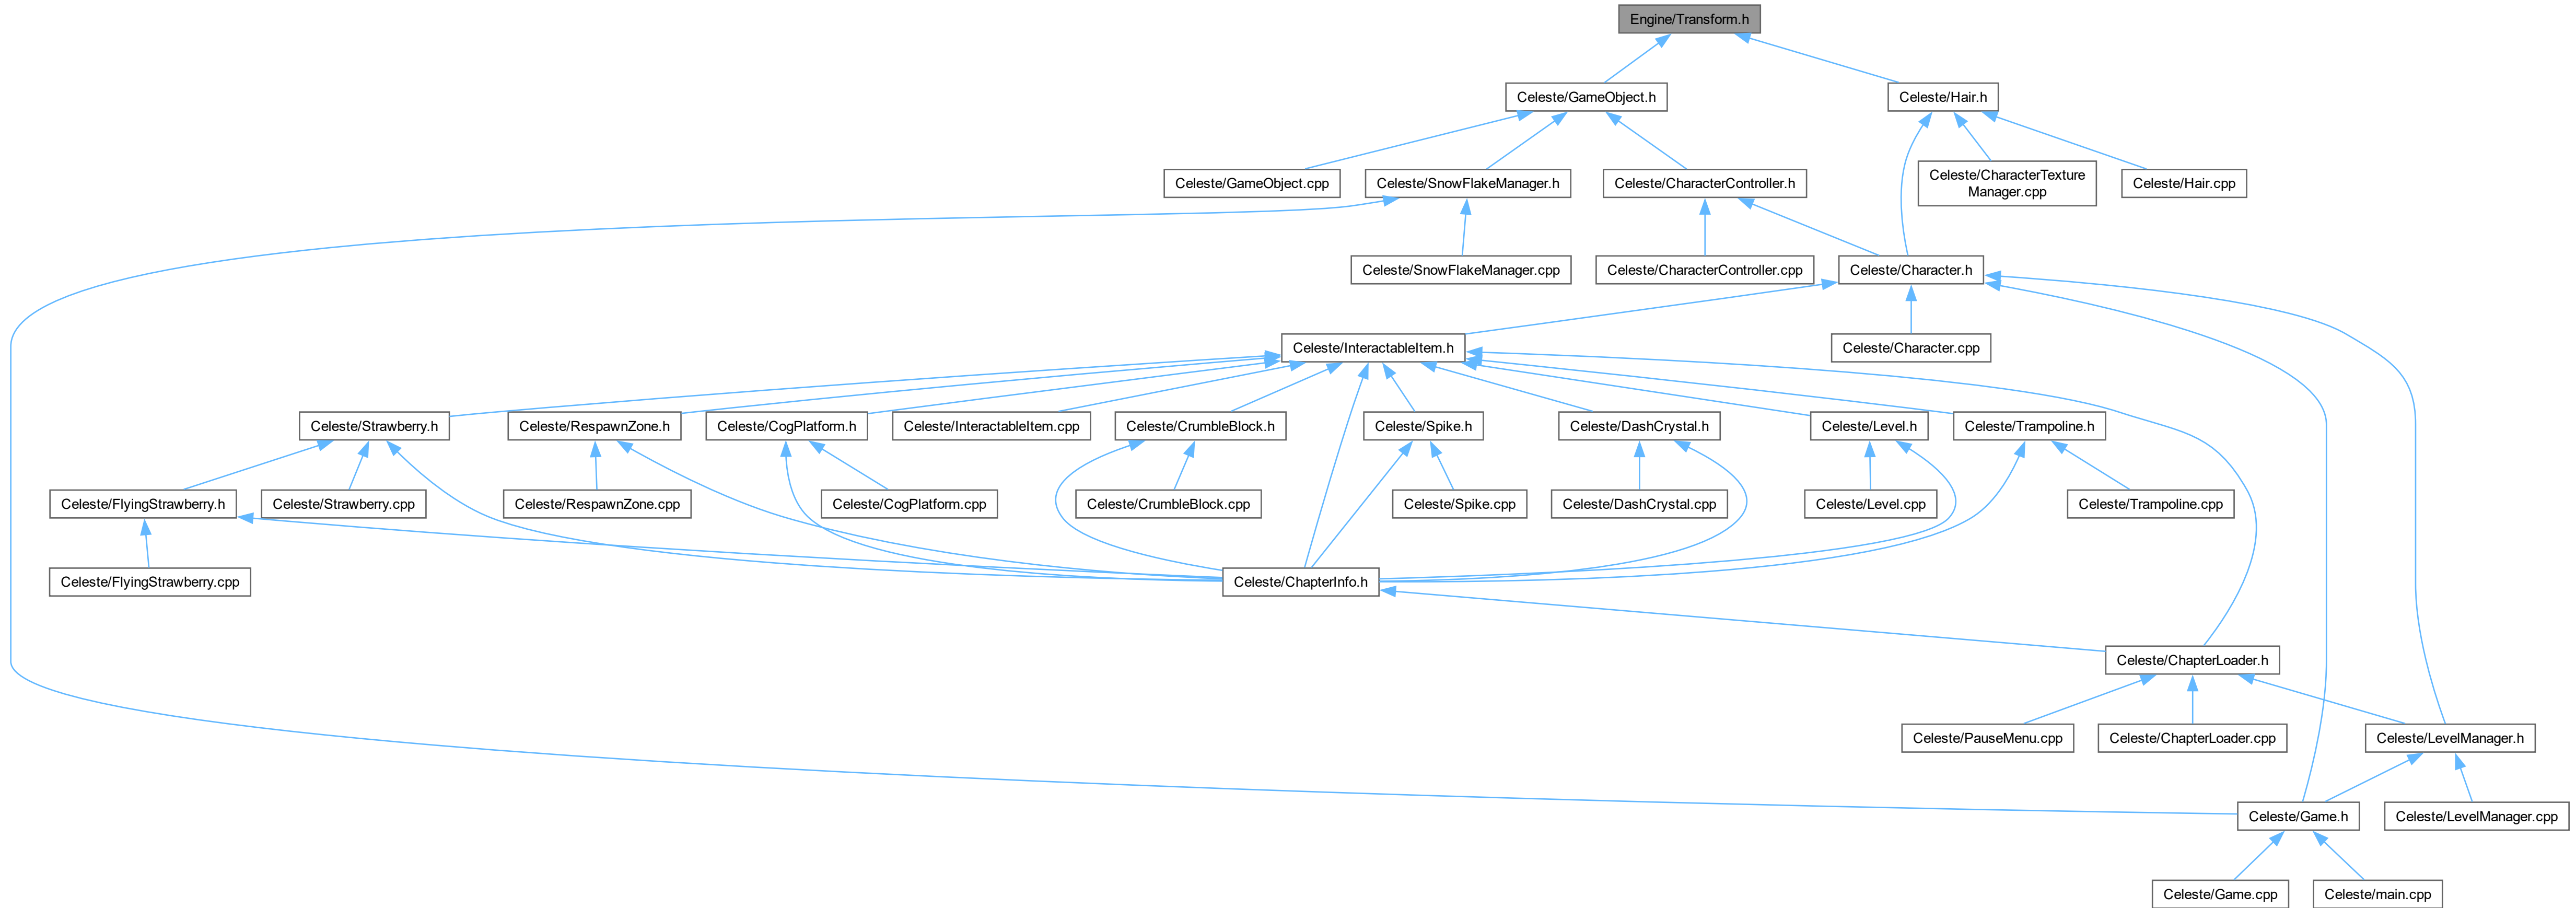 Engine/Transform.h
Celeste/GameObject.h
Celeste/Hair.h
Celeste/GameObject.cpp
Celeste/SnowFlakeManager.h
Celeste/CharacterController.h
Celeste/CharacterTexture
Manager.cpp
Celeste/Hair.cpp
Celeste/SnowFlakeManager.cpp
Celeste/CharacterController.cpp
Celeste/Character.h
Celeste/InteractableItem.h
Celeste/Character.cpp
Celeste/Strawberry.h
Celeste/RespawnZone.h
Celeste/CogPlatform.h
Celeste/InteractableItem.cpp
Celeste/CrumbleBlock.h
Celeste/Spike.h
Celeste/DashCrystal.h
Celeste/Level.h
Celeste/Trampoline.h
Celeste/FlyingStrawberry.h
Celeste/Strawberry.cpp
Celeste/RespawnZone.cpp
Celeste/CogPlatform.cpp
Celeste/CrumbleBlock.cpp
Celeste/Spike.cpp
Celeste/DashCrystal.cpp
Celeste/Level.cpp
Celeste/Trampoline.cpp
Celeste/FlyingStrawberry.cpp
Celeste/ChapterInfo.h
Celeste/ChapterLoader.h
Celeste/PauseMenu.cpp
Celeste/ChapterLoader.cpp
Celeste/LevelManager.h
Celeste/Game.h
Celeste/LevelManager.cpp
Celeste/Game.cpp
Celeste/main.cpp